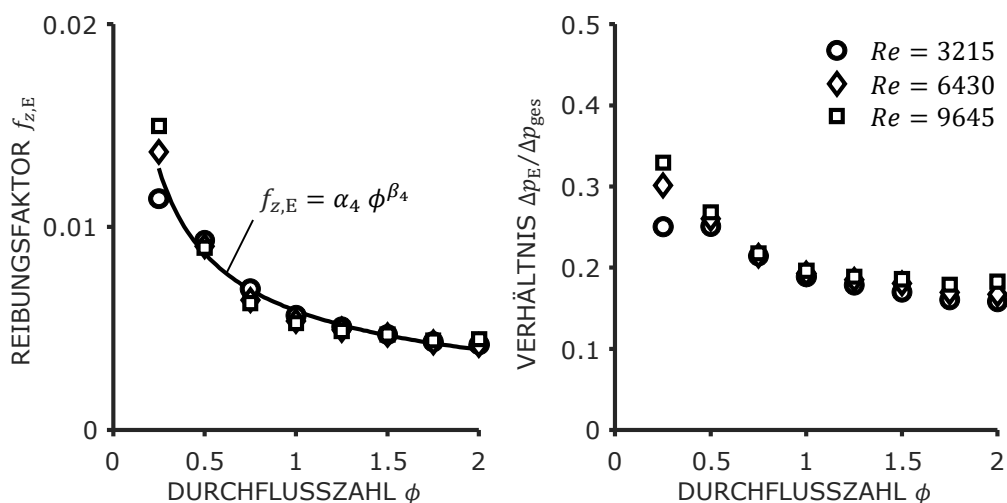 REIBUNGSFAKTOR f_{z,E}
0.02
0.01
0
f_{z,E} = α_4 ϕ^{β_4}
0 0.5 1 1.5 2
DURCHFLUSSZAHL ϕ
VERHÄLTNIS Δp_E/Δp_ges
0.5
0.4
0.3
0.2
0.1
0
Re = 3215
Re = 6430
Re = 9645
0 0.5 1 1.5 2
DURCHFLUSSZAHL ϕ